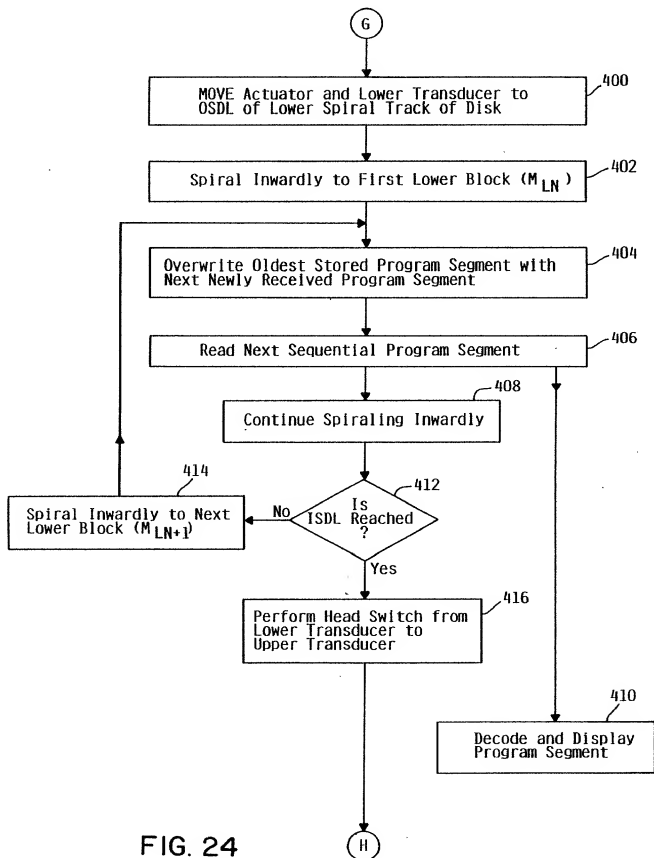 G
MOVE Actuator and Lower Transducer to
OSDL of Lower Spiral Track of Disk
400
Spiral Inwardly to First Lower Block (M LN)
402
Overwrite Oldest Stored Program Segment with
Next Newly Received Program Segment
404
Read Next Sequential Program Segment
406
Continue Spiraling Inwardly
408
414
Spiral Inwardly to Next
Lower Block (M LN+1)
No
412
Is
ISDL Reached
?
Yes
416
Perform Head Switch from
Lower Transducer to
Upper Transducer
410
Decode and Display
Program Segment
H
FIG. 24